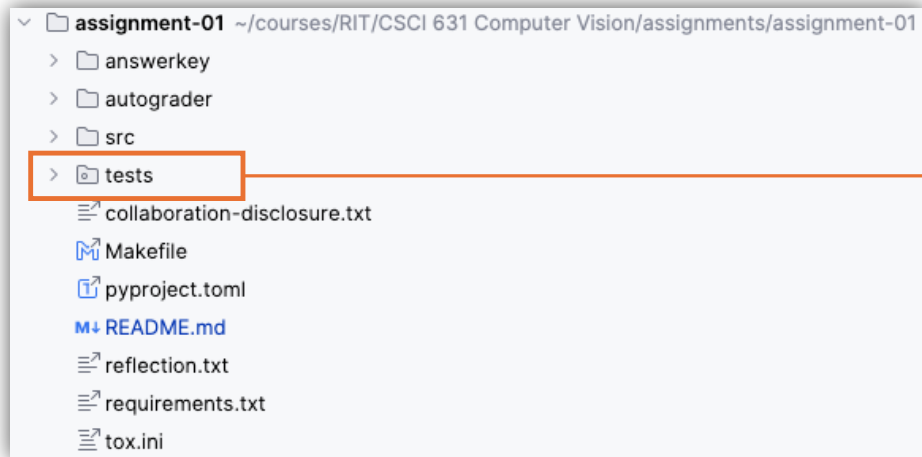 assignment-01 ~/courses/RIT/CSCI 631 Computer Vision/assignments/assignment-01
answerkey
autograder
src
tests
collaboration-disclosure.txt
Makefile
pyproject.toml
README.md
reflection.txt
requirements.txt
tox.ini